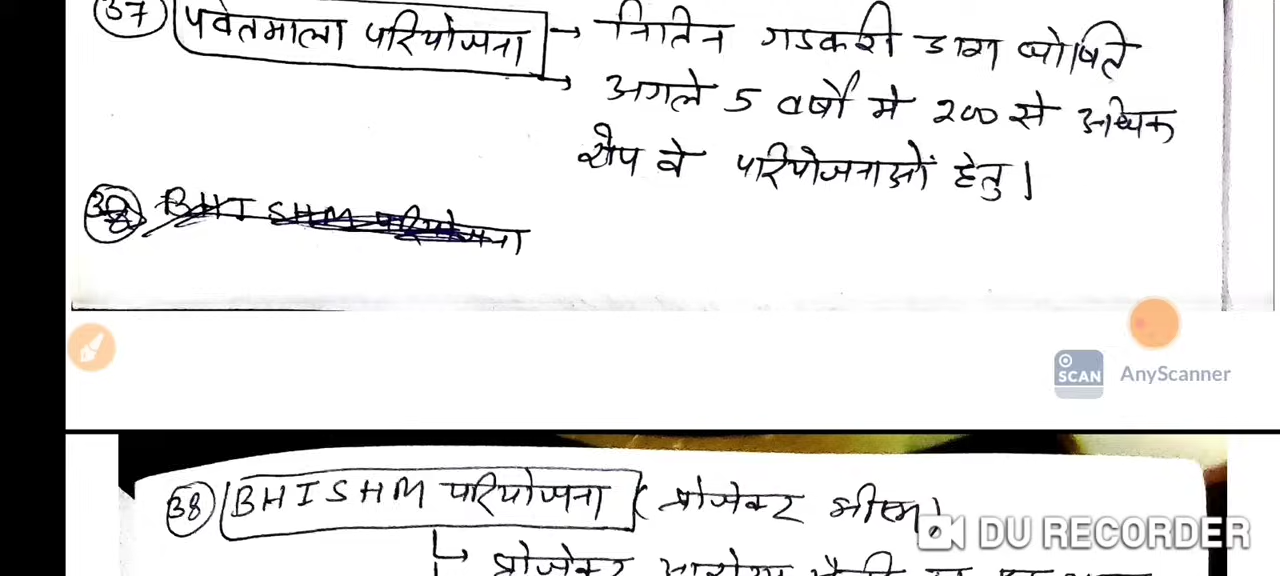 37 पर्वतमाला परियोजना → नितिन गडकरी द्वारा घोषित
→ अगले 5 वर्षों मे 200 से अधिक
रोप वे परियोजनाओं हेतु।
38 BHISHM परियोजना
SCAN AnyScanner
38 BHISHM परियोजना (प्रोजेक्ट भीष्म)
DU RECORDER
↳ प्रोजेक्ट